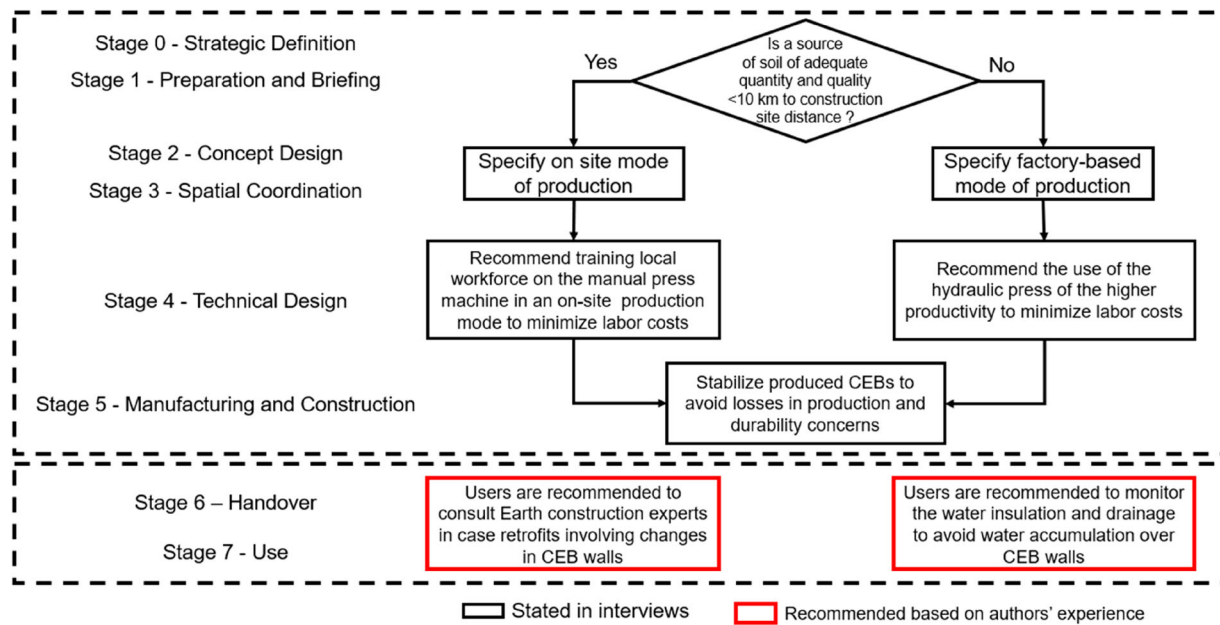 Stage 0 - Strategic Definition
Stage 1 - Preparation and Briefing
Is a source
of soil of adequate
quantity and quality
<10 km to construction
site distance ?
Yes
No
Stage 2 - Concept Design
Stage 3 - Spatial Coordination
Specify on site mode
of production
Specify factory-based
mode of production
Stage 4 - Technical Design
Recommend training local
workforce on the manual press
machine in an on-site production
mode to minimize labor costs
Recommend the use of the
hydraulic press of the higher
productivity to minimize labor costs
Stage 5 - Manufacturing and Construction
Stabilize produced CEBs to
avoid losses in production and
durability concerns
Stage 6 – Handover
Stage 7 - Use
Users are recommended to
consult Earth construction experts
in case retrofits involving changes
in CEB walls
Users are recommended to monitor
the water insulation and drainage
to avoid water accumulation over
CEB walls
Stated in interviews
Recommended based on authors' experience